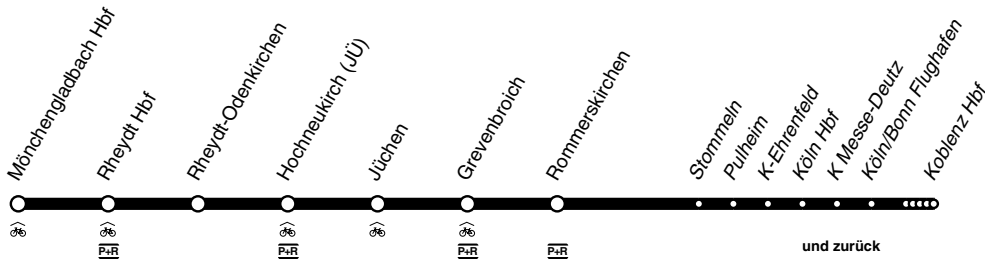 Mönchengladbach Hbf
Rheydt Hbf
Rheydt-Odenkirchen
Hochneukirch (JÜ)
Jüchen
Grevenbroich
Rommerskirchen
Stommeln
Pulheim
K-Ehrenfeld
Köln Hbf
K Messe-Deutz
Köln/Bonn Flughafen
Koblenz Hbf
P+R
P+R
P+R
P+R
und zurück